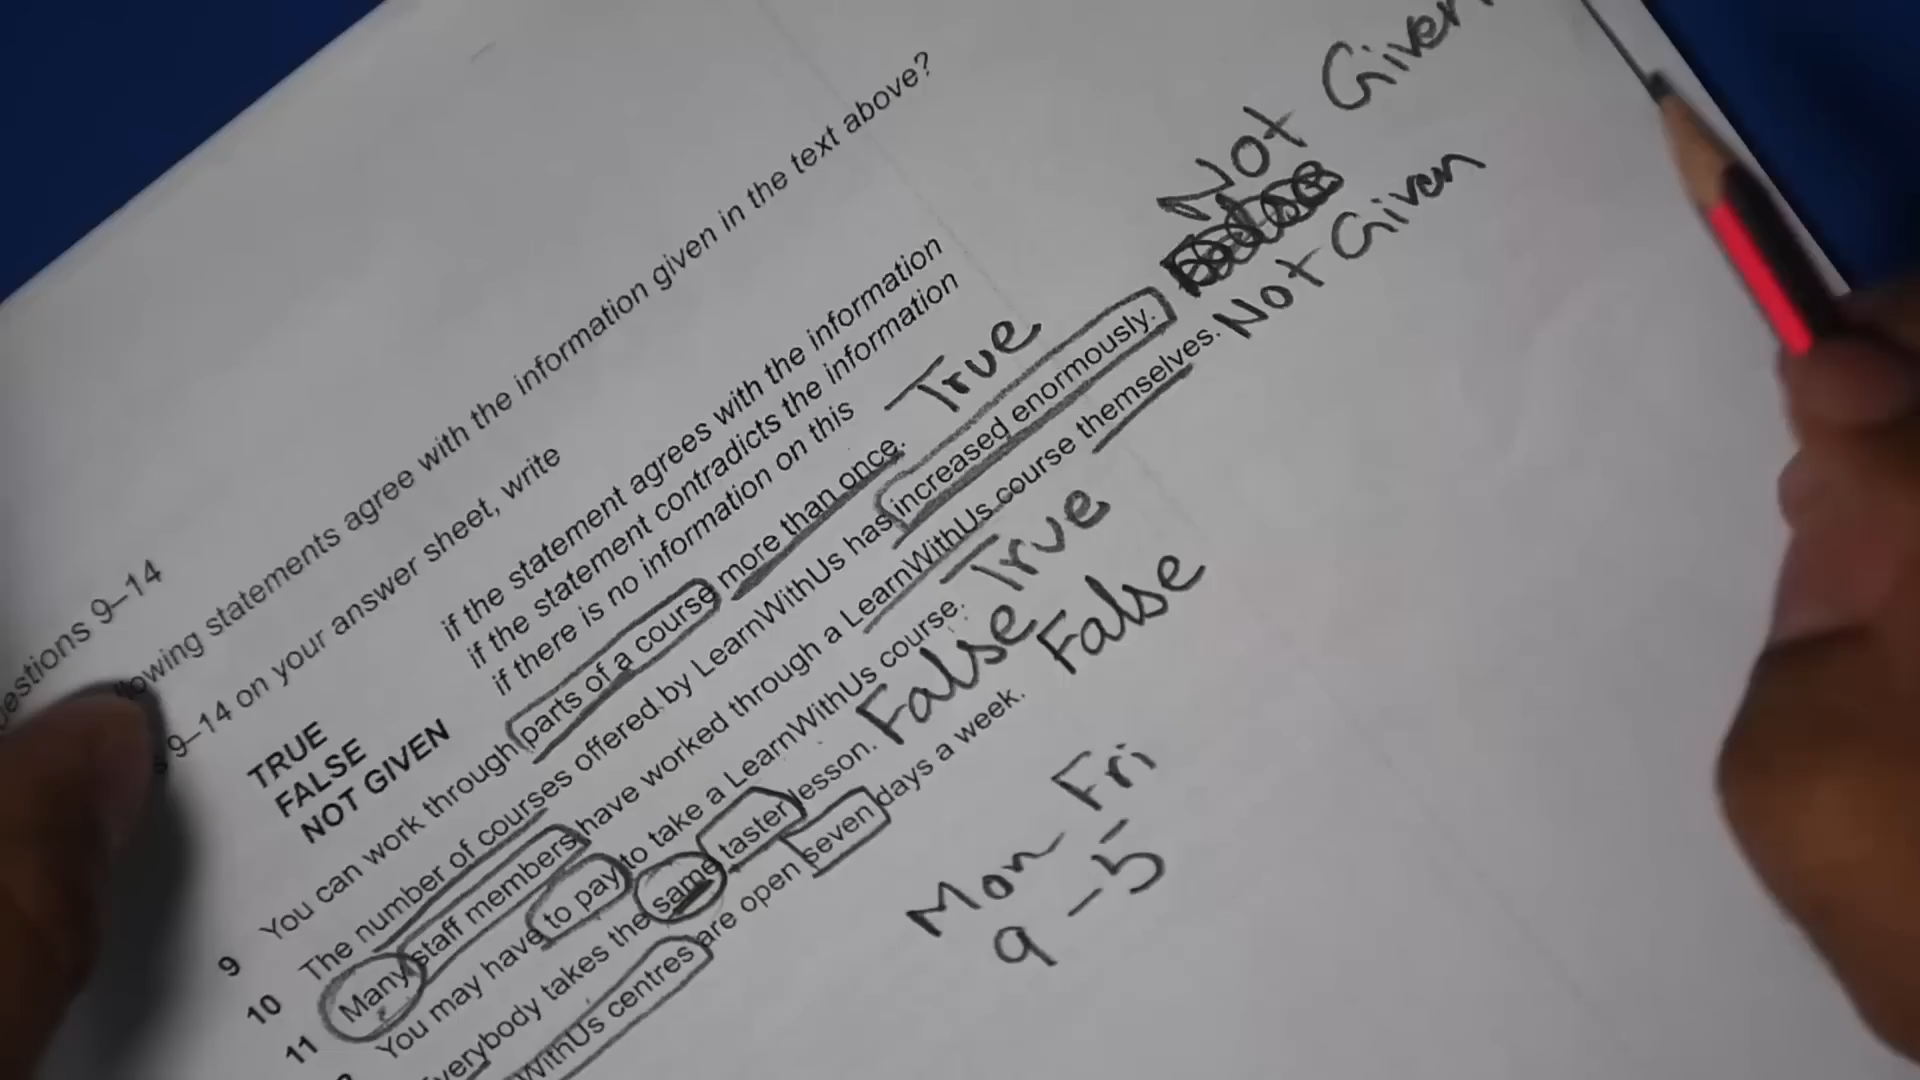 estions 9–14
owing statements agree with the information given in the text above?
9–14 on your answer sheet, write
TRUE if the statement agrees with the information
FALSE if the statement contradicts the information
NOT GIVEN if there is no information on this
9 You can work through parts of a course more than once. True
10 The number of courses offered by LearnWithUs has increased enormously. Not Given
11 Many staff members have worked through a LearnWithUs course themselves. Not Given
You may have to pay to take a LearnWithUs course. True
verybody takes the same taster lesson. False
WithUs centres are open seven days a week. False
Mon – Fri
9 – 5